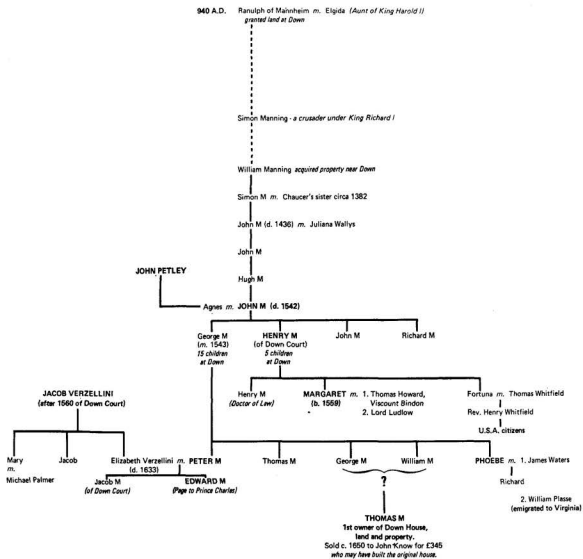 940 A.D. Ranulph of Mannheim m. Elgida (Aunt of King Harold I)
granted land at Down
Simon Manning - a crusader under King Richard I
William Manning acquired property near Down
Simon M m. Chaucer's sister circa 1382
John M (d. 1436) m. Juliana Wallys
John M
JOHN PETLEY
Hugh M
Agnes m. JOHN M (d. 1542)
George M
(m. 1543)
15 children
at Down
HENRY M
(of Down Court)
5 children
at Down
John M
Richard M
JACOB VERZELLINI
(after 1560 of Down Court)
Henry M
(Doctor of Law)
MARGARET m. 1. Thomas Howard,
(b. 1559) Viscount Bindon
2. Lord Ludlow
Fortuna m. Thomas Whitfield
Rev. Henry Whitfield
U.S.A. citizens
Mary
m.
Michael Palmer
Jacob
Elizabeth Verzellini m. PETER M
(d. 1633)
Jacob M
(of Down Court)
EDWARD M
(Page to Prince Charles)
Thomas M
George M
William M
PHOEBE m. 1. James Waters
Richard
2. William Plasse
(emigrated to Virginia)
?
THOMAS M
1st owner of Down House,
land and property.
Sold c. 1650 to John Know for £345
who may have built the original house.